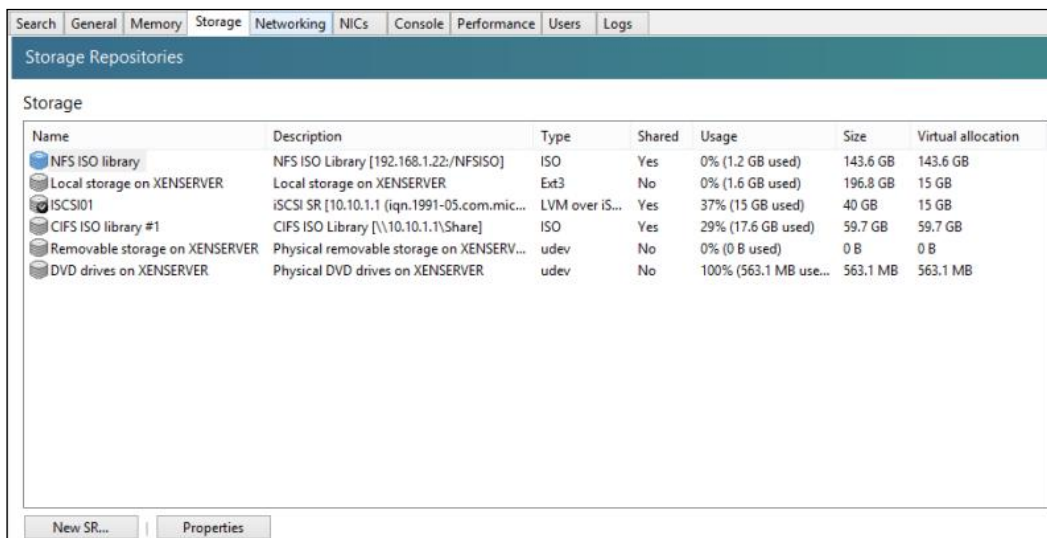 Search General Memory Storage Networking NICs Console Performance Users Logs
Storage Repositories
Storage
Name Description Type Shared Usage Size Virtual allocation
NFS ISO library NFS ISO Library [192.168.1.22:/NFSISO] ISO Yes 0% (1.2 GB used) 143.6 GB 143.6 GB
Local storage on XENSERVER Local storage on XENSERVER Ext3 No 0% (1.6 GB used) 196.8 GB 15 GB
ISCSI01 iSCSI SR [10.10.1.1 (iqn.1991-05.com.mic... LVM over iS... Yes 37% (15 GB used) 40 GB 15 GB
CIFS ISO library #1 CIFS ISO Library [\\10.10.1.1\Share] ISO Yes 29% (17.6 GB used) 59.7 GB 59.7 GB
Removable storage on XENSERVER Physical removable storage on XENSERV... udev No 0% (0 B used) 0 B 0 B
DVD drives on XENSERVER Physical DVD drives on XENSERVER udev No 100% (563.1 MB use... 563.1 MB 563.1 MB
New SR... | Properties